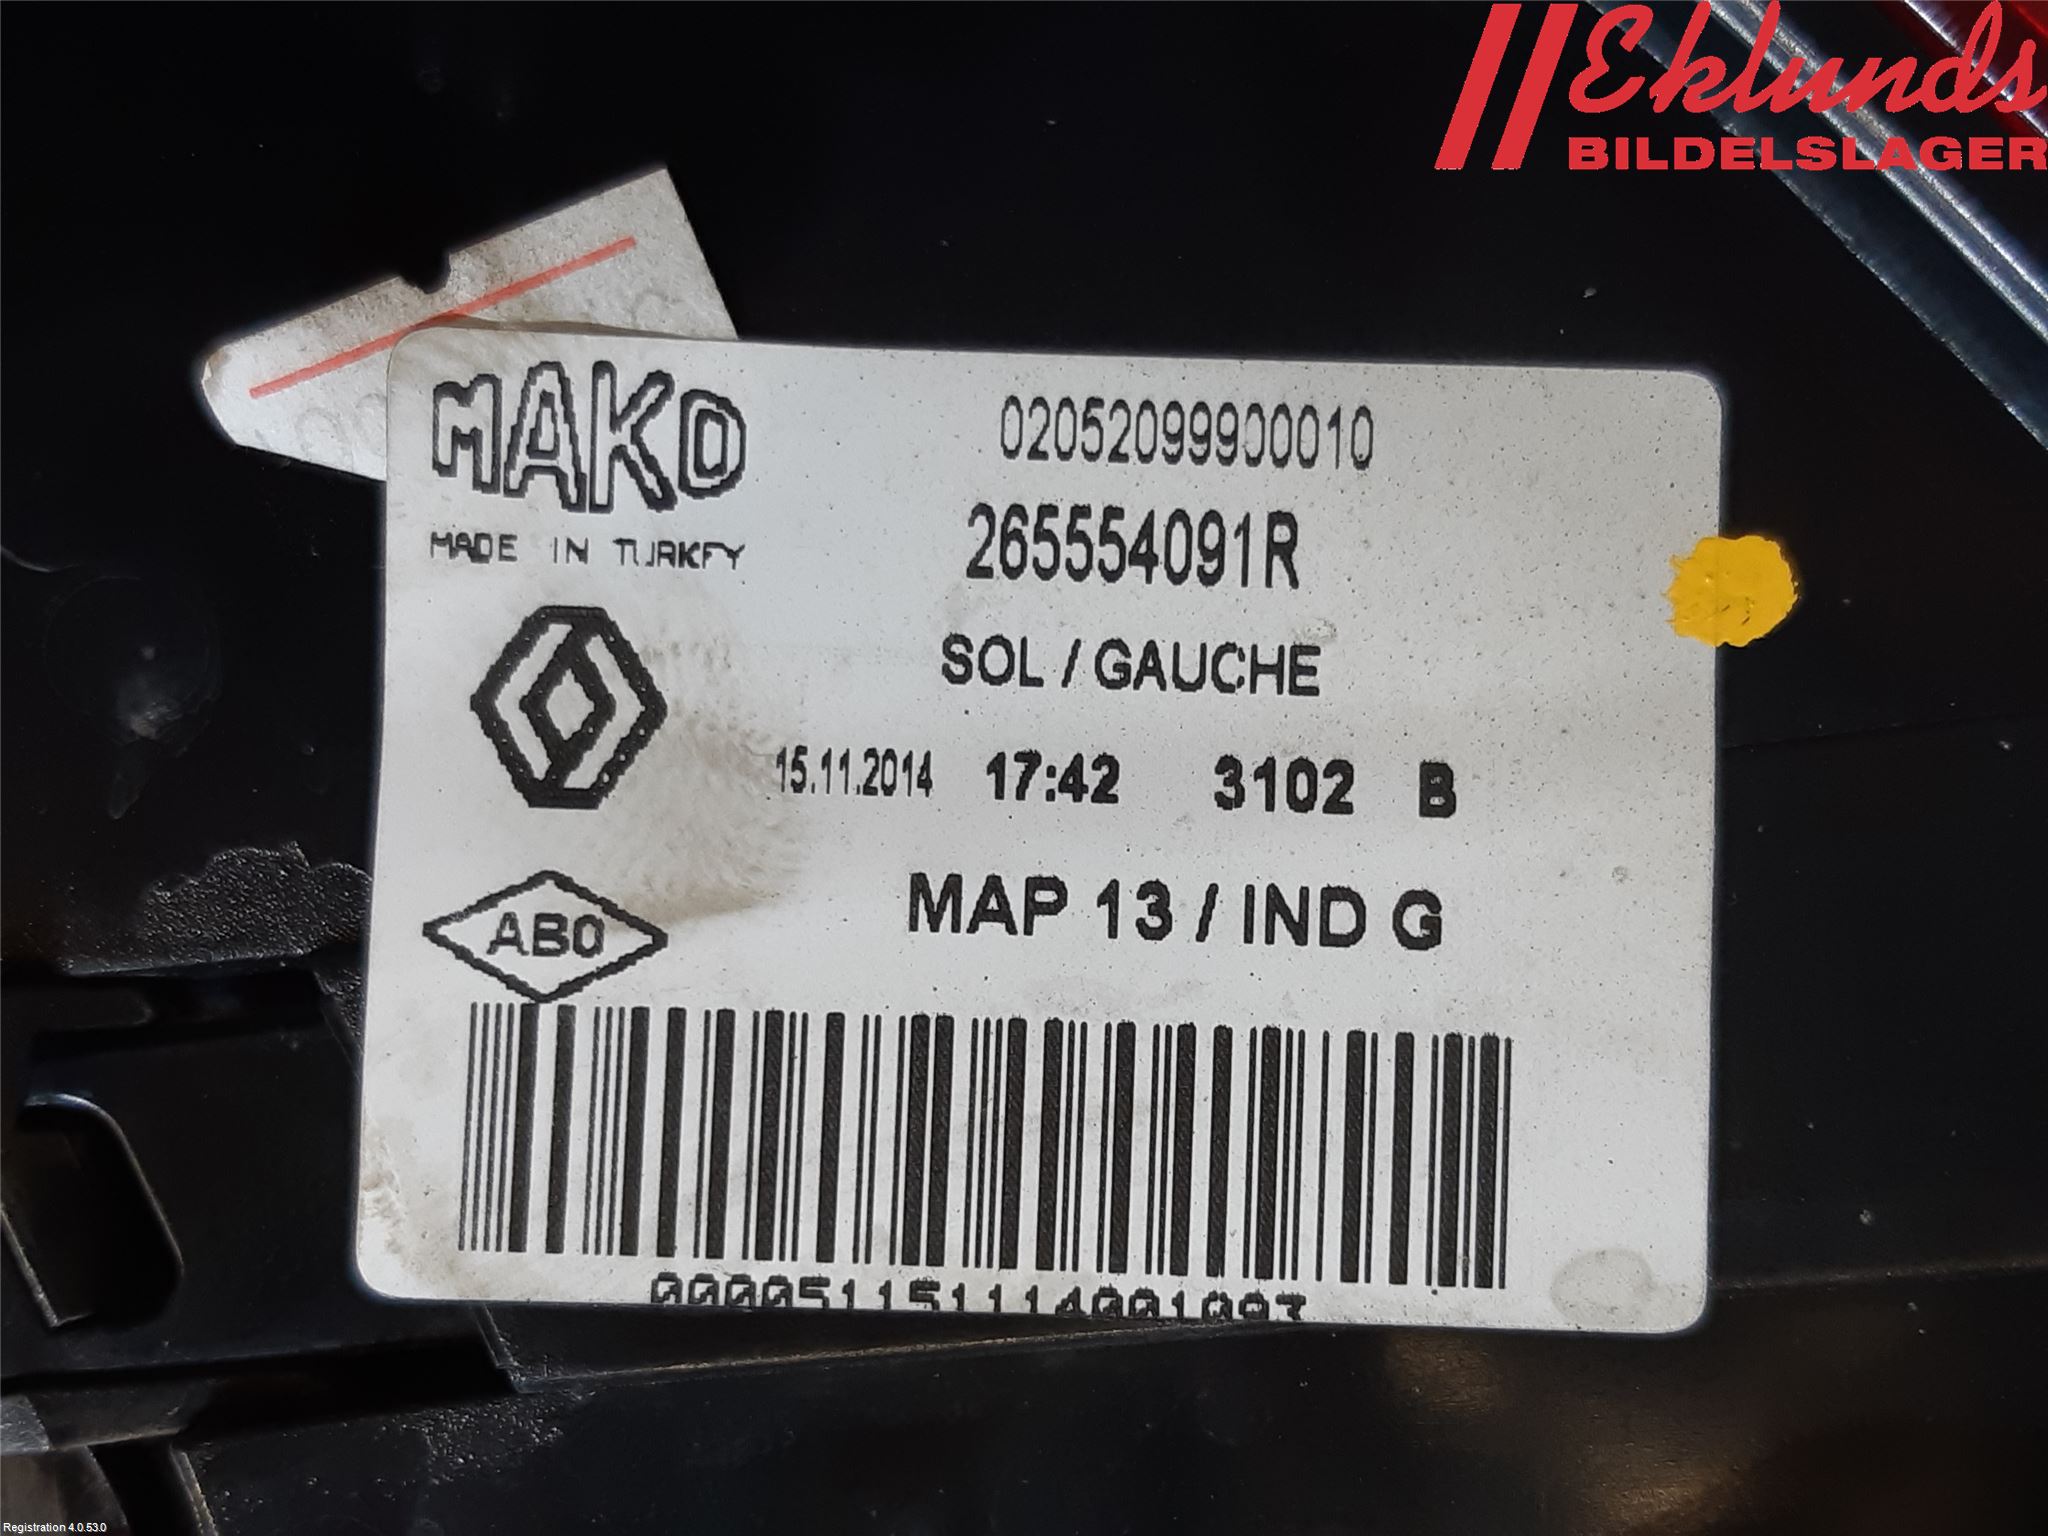 Eklunds
BILDELSLAGER
MAKO
MADE IN TURKEY
02052099900010
265554091R
SOL / GAUCHE
15.11.2014 17:42 3102 B
MAP 13 / IND G
ABO
Registration 4.0.53.0